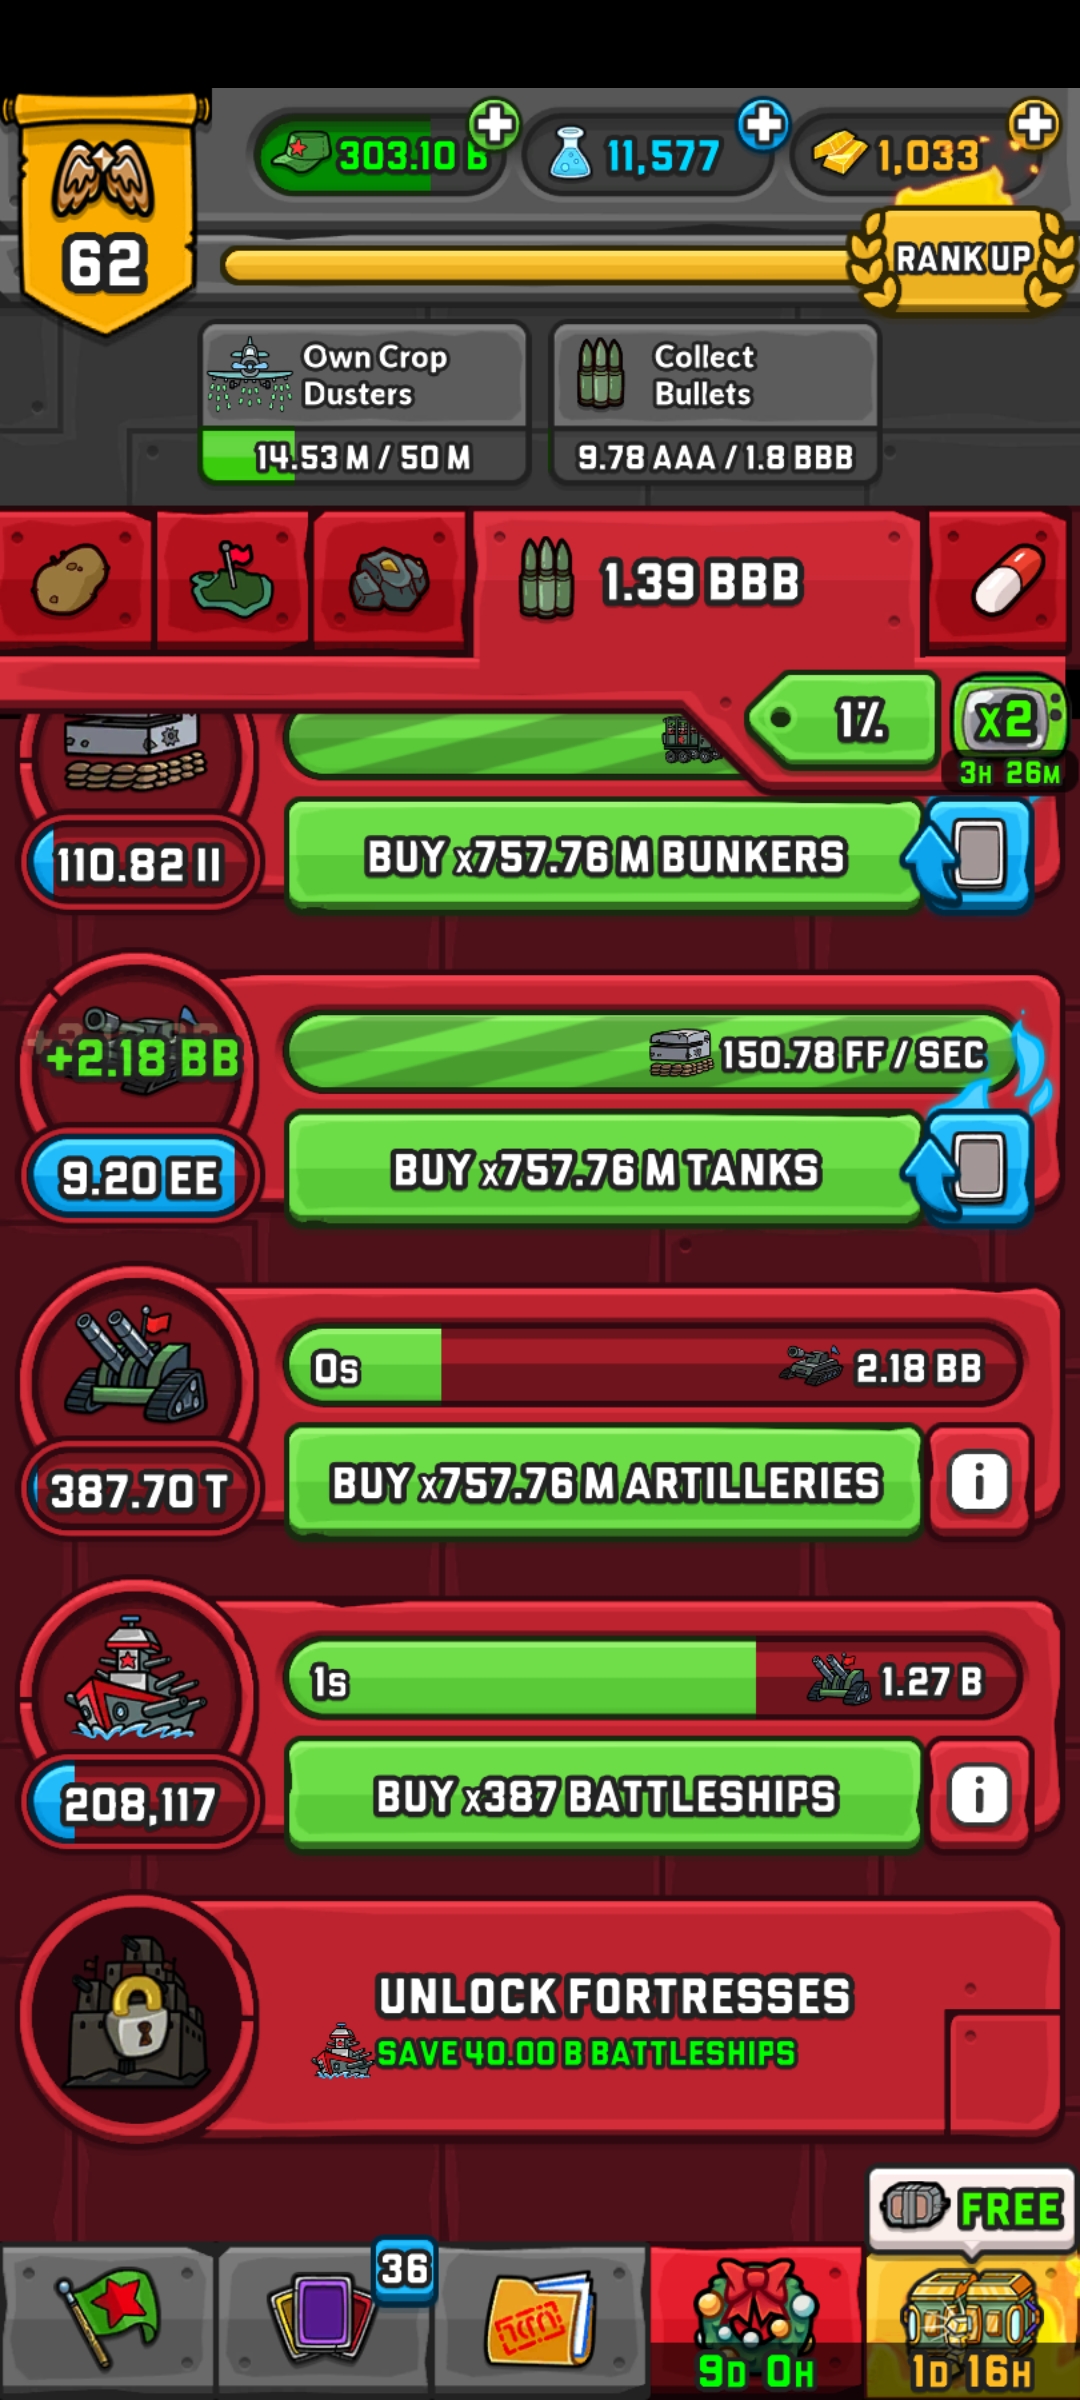 62
303.10 B
11,577
1,033
RANK UP
Own Crop
Dusters
14.53 M / 50 M
Collect
Bullets
9.78 AAA / 1.8 BBB
1.39 BBB
1%
x2
3H 26M
110.82 II
BUY x757.76 M BUNKERS
+2.18 BB
150.78 FF / SEC
9.20 EE
BUY x757.76 M TANKS
0s
2.18 BB
387.70 T
BUY x757.76 M ARTILLERIES
i
1s
1.27 B
208,117
BUY x387 BATTLESHIPS
i
UNLOCK FORTRESSES
SAVE 40.00 B BATTLESHIPS
FREE
36
9D 0H
1D 16H